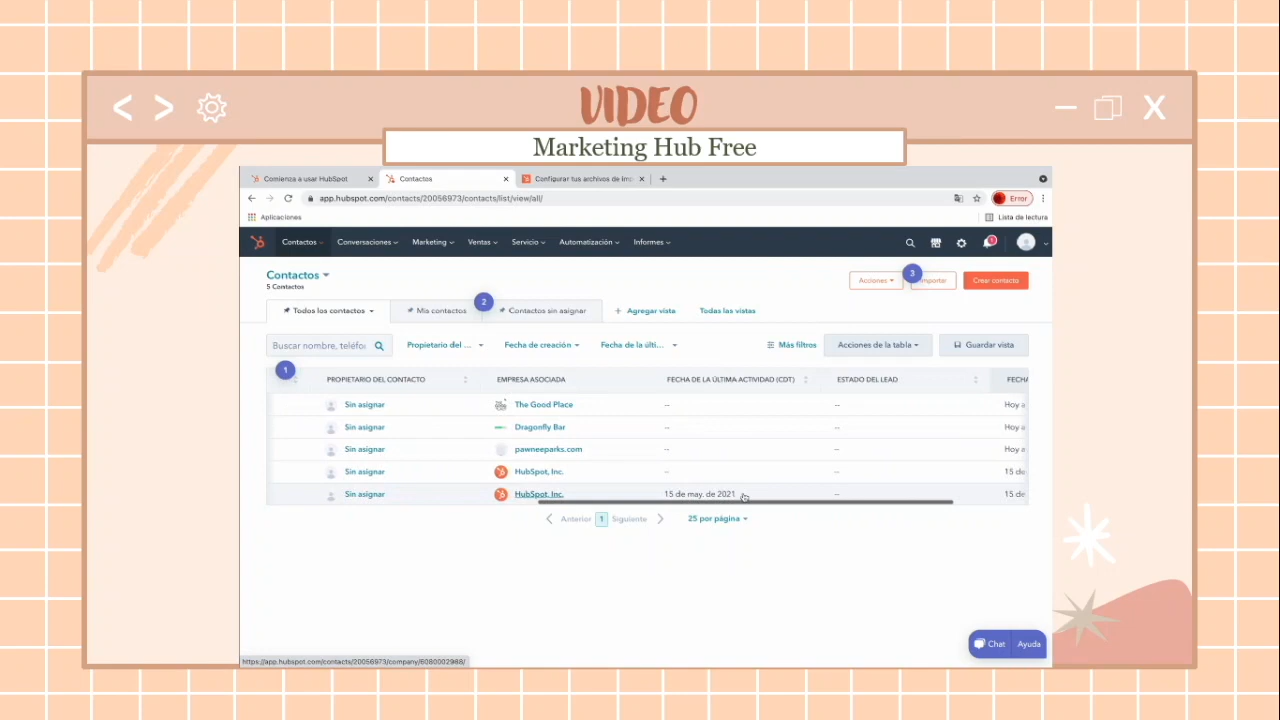 VIDEO
Marketing Hub Free
Comienza a usar HubSpot
Contactos
Configurar tus archivos de im
app.hubspot.com/contacts/20056973/contacts/list/view/all/
Error
Aplicaciones
Lista de lectura
Contactos Conversaciones Marketing Ventas Servicio Automatización Informes
Contactos
5 Contactos
Acciones
3
Importar
Crear contacto
Todos los contactos
Mis contactos
2
Contactos sin asignar
+ Agregar vista
Todas las vistas
Buscar nombre, teléfo
Propietario del ...
Fecha de creación
Fecha de la últi...
Más filtros
Acciones de la tabla
Guardar vista
1
PROPIETARIO DEL CONTACTO EMPRESA ASOCIADA FECHA DE LA ÚLTIMA ACTIVIDAD (CDT) ESTADO DEL LEAD FECHA
Sin asignar The Good Place -- -- Hoy a
Sin asignar Dragonfly Bar -- -- Hoy a
Sin asignar pawneeparks.com -- -- Hoy a
Sin asignar HubSpot, Inc. -- -- 15 de
Sin asignar HubSpot, Inc. 15 de may. de 2021 -- 15 de
Anterior 1 Siguiente
25 por página
Chat
Ayuda
https://app.hubspot.com/contacts/20056973/company/6080002988/